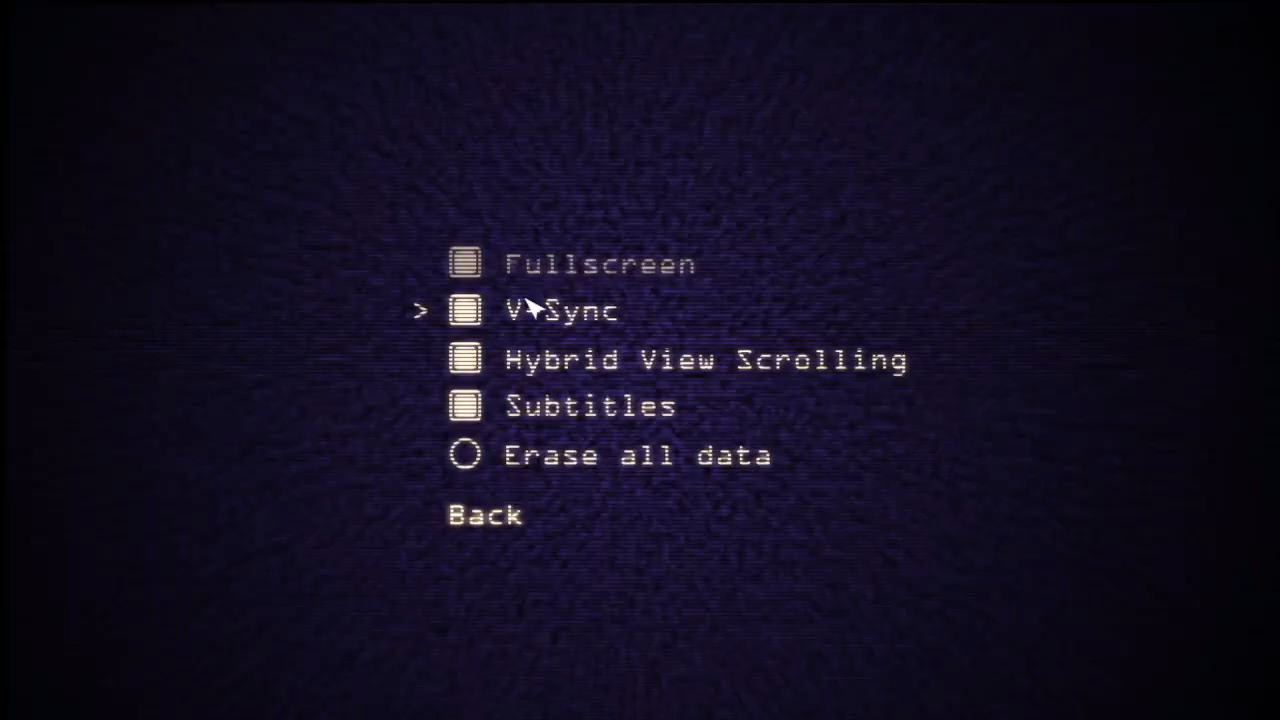 Fullscreen
> V-Sync
Hybrid View Scrolling
Subtitles
Erase all data
Back